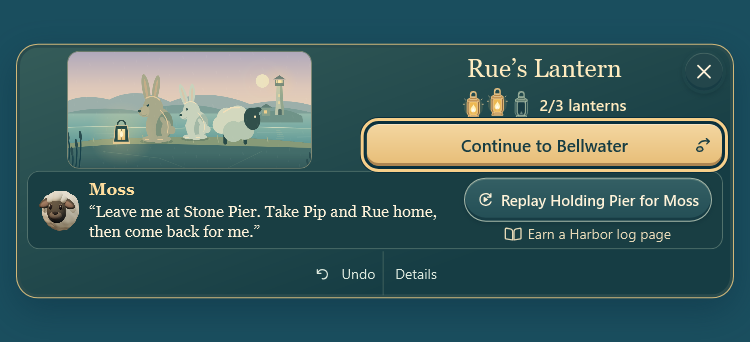 Rue’s Lantern
2/3 lanterns
Continue to Bellwater
Moss
“Leave me at Stone Pier. Take Pip and Rue home,
then come back for me.”
Replay Holding Pier for Moss
Earn a Harbor log page
Undo
Details